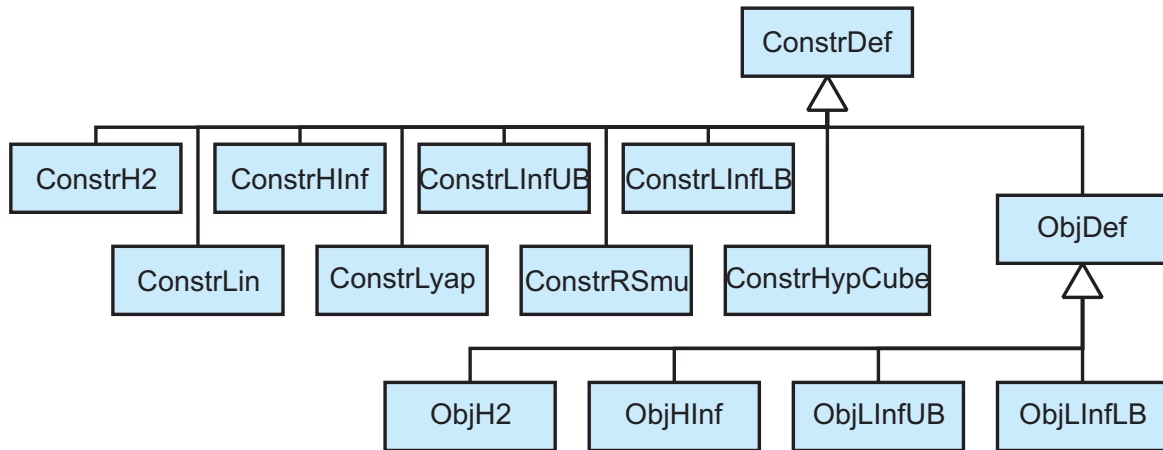 ConstrDef
ConstrH2
ConstrHInf
ConstrLInfUB
ConstrLInfLB
ObjDef
ConstrLin
ConstrLyap
ConstrRSmu
ConstrHypCube
ObjH2
ObjHInf
ObjLInfUB
ObjLInfLB